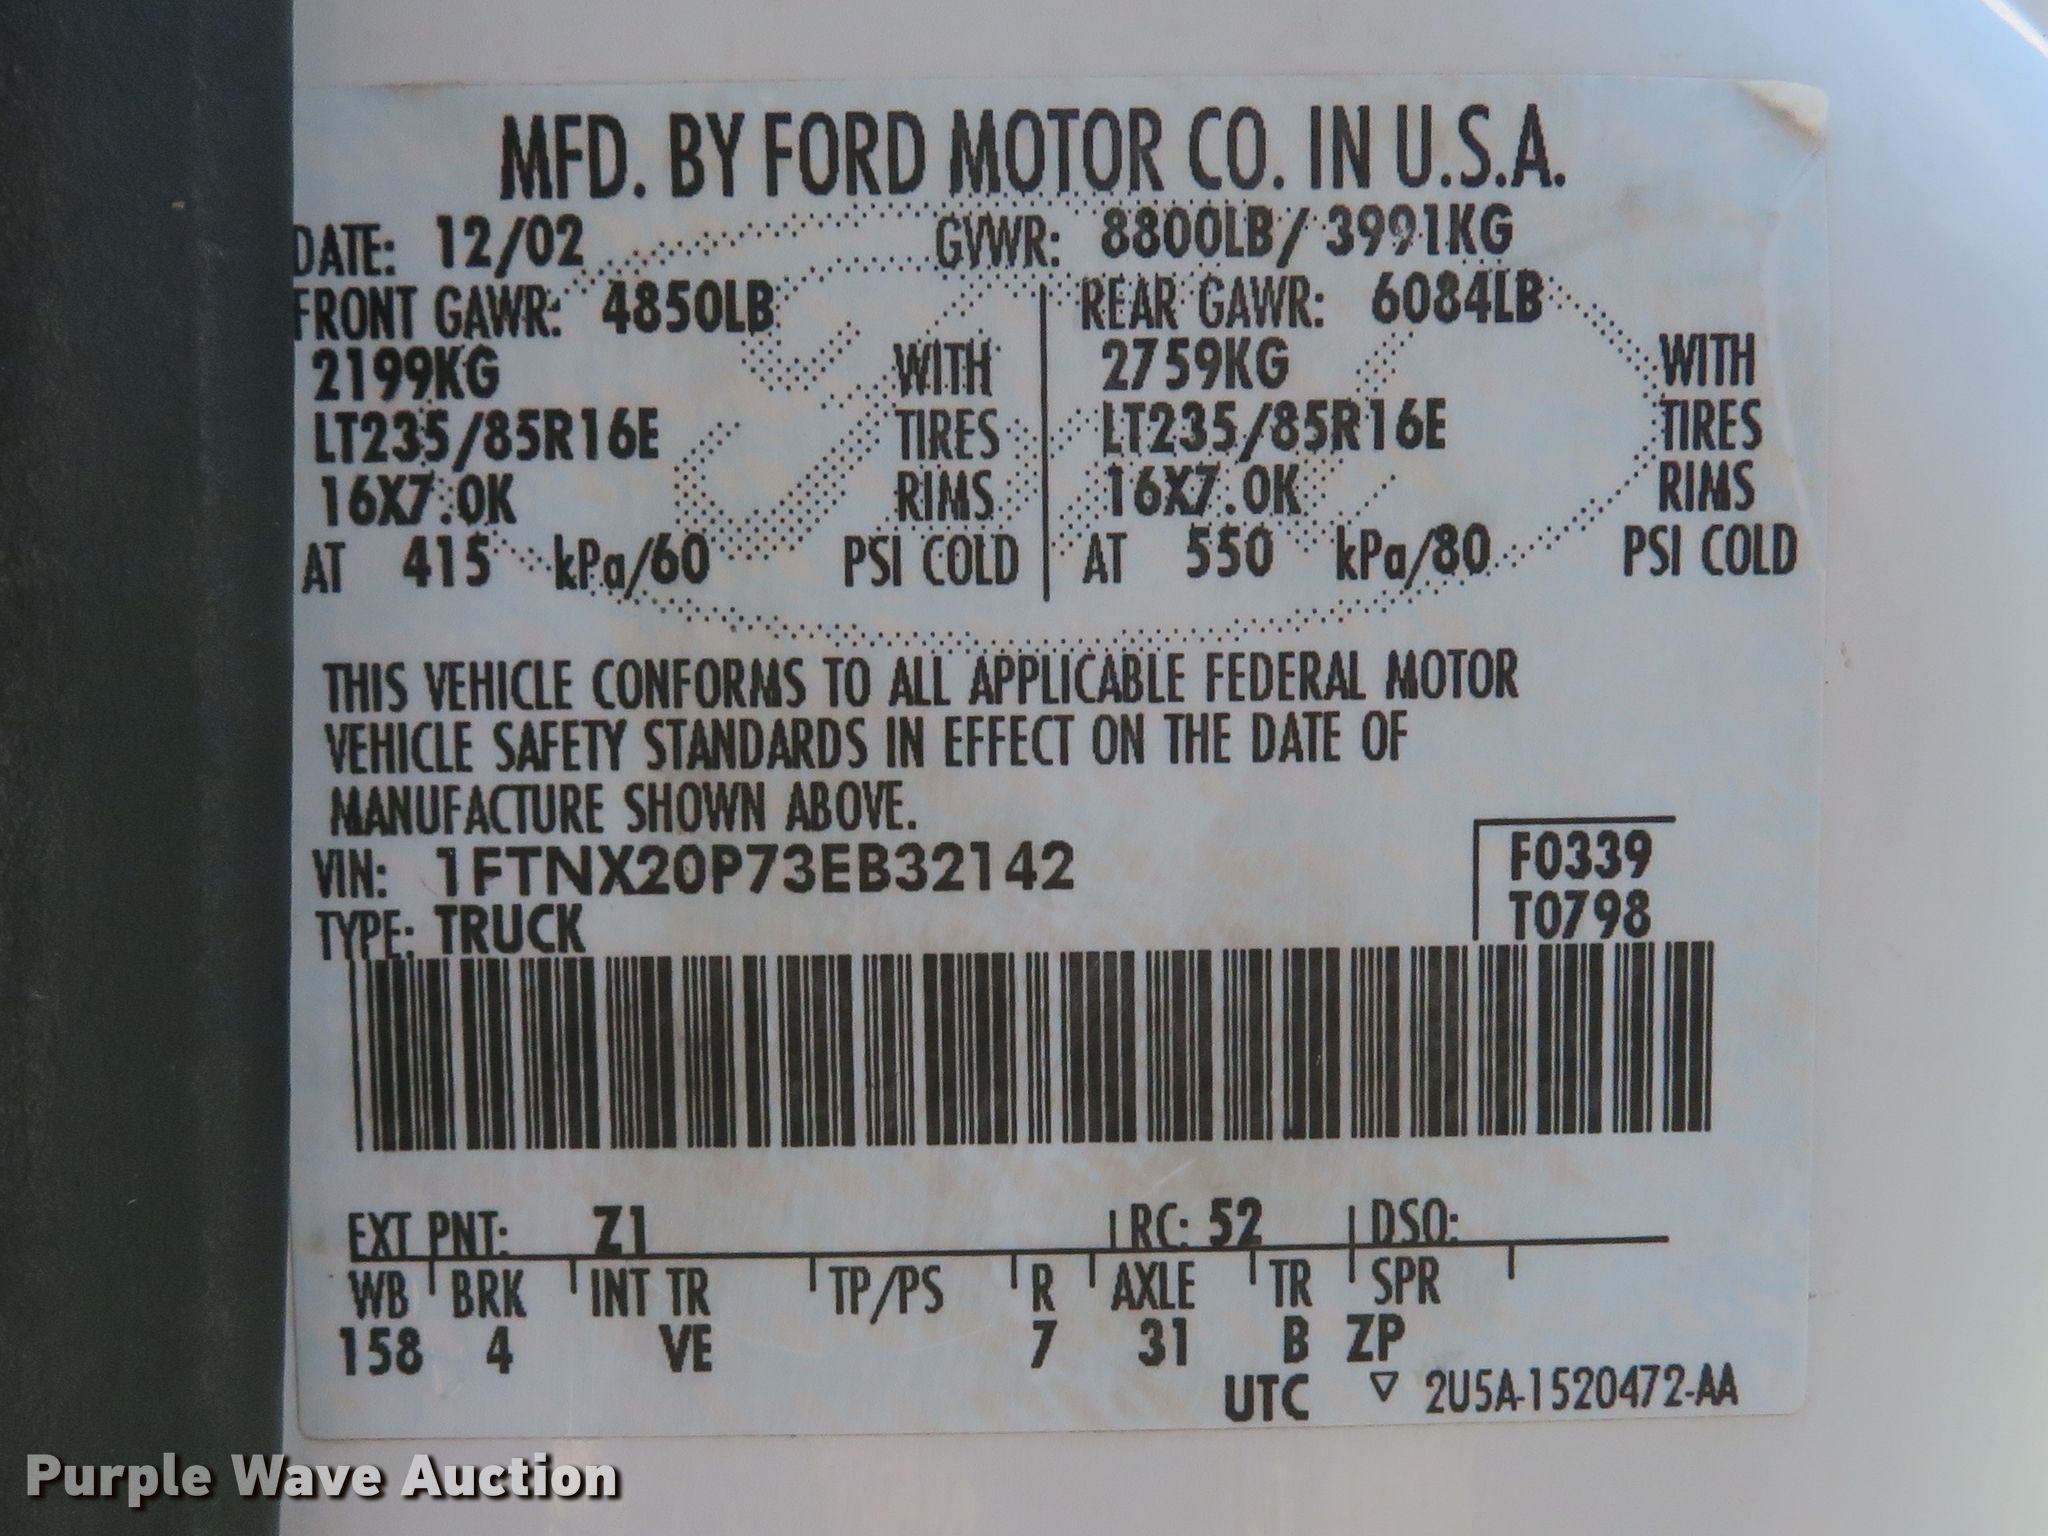 MFD. BY FORD MOTOR CO. IN U.S.A.
DATE: 12/02 GVWR: 8800LB/ 3991KG
FRONT GAWR: 4850LB REAR GAWR: 6084LB
2199KG WITH 2759KG WITH
LT235/85R16E TIRES LT235/85R16E TIRES
16X7.0K RIMS 16X7.0K RIMS
AT 415 kPa/60 PSI COLD AT 550 kPa/80 PSI COLD
THIS VEHICLE CONFORMS TO ALL APPLICABLE FEDERAL MOTOR
VEHICLE SAFETY STANDARDS IN EFFECT ON THE DATE OF
MANUFACTURE SHOWN ABOVE.
VIN: 1FTNX20P73EB32142 F0339
TYPE: TRUCK T0798
EXT PNT: Z1 RC: 52 DSO:
WB BRK INT TR TP/PS R AXLE TR SPR
158 4 VE 7 31 B ZP
UTC ▽ 2U5A-1520472-AA
Purple Wave Auction